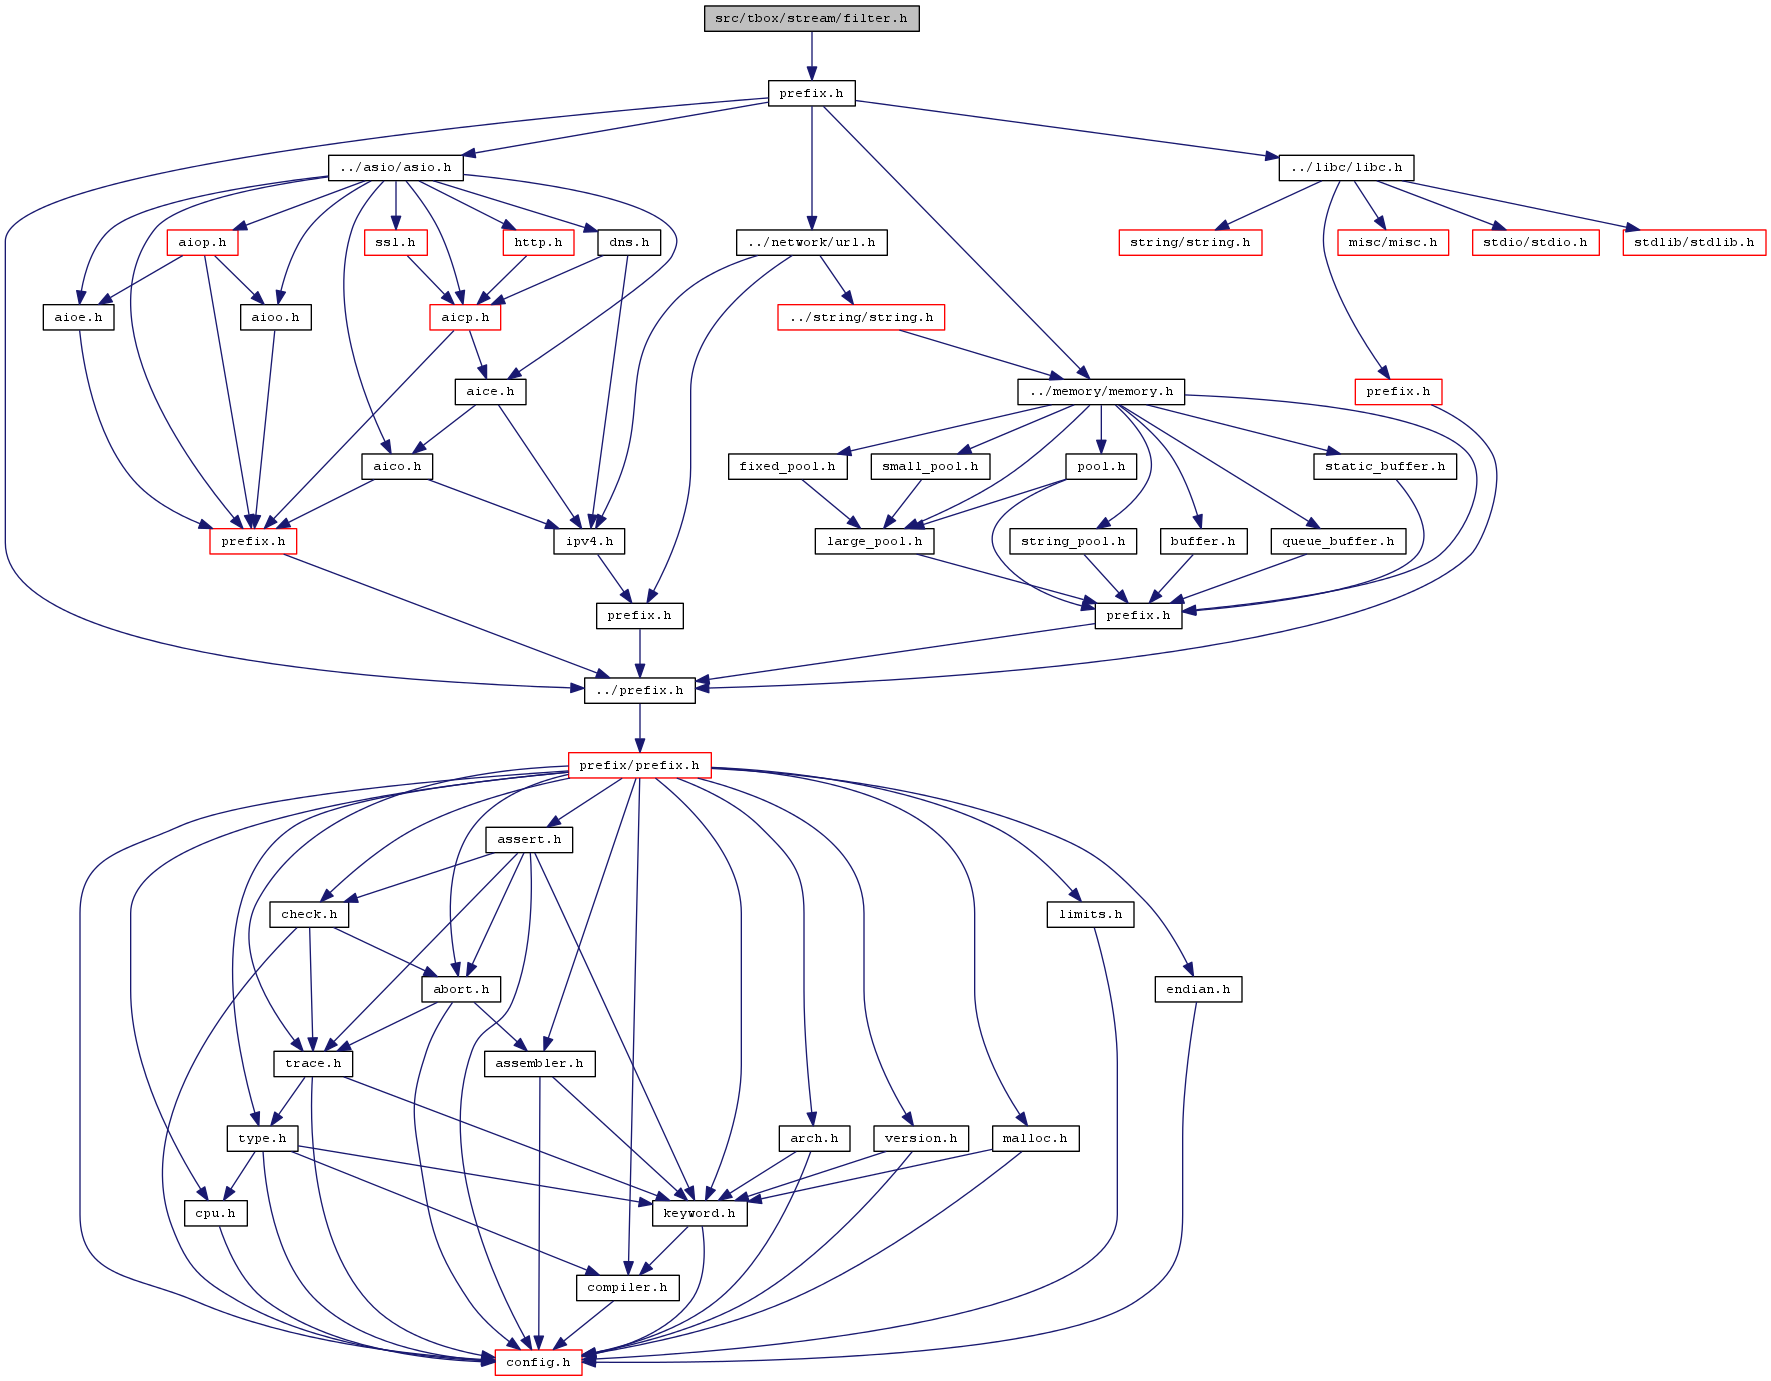 src/tbox/stream/filter.h
prefix.h
../asio/asio.h
../libc/libc.h
aiop.h
ssl.h
http.h
dns.h
../network/url.h
string/string.h
misc/misc.h
stdio/stdio.h
stdlib/stdlib.h
aioe.h
aioo.h
aicp.h
../string/string.h
aice.h
../memory/memory.h
prefix.h
aico.h
fixed_pool.h
small_pool.h
pool.h
static_buffer.h
prefix.h
ipv4.h
large_pool.h
string_pool.h
buffer.h
queue_buffer.h
prefix.h
prefix.h
../prefix.h
prefix/prefix.h
assert.h
check.h
limits.h
abort.h
endian.h
trace.h
assembler.h
type.h
arch.h
version.h
malloc.h
cpu.h
keyword.h
compiler.h
config.h